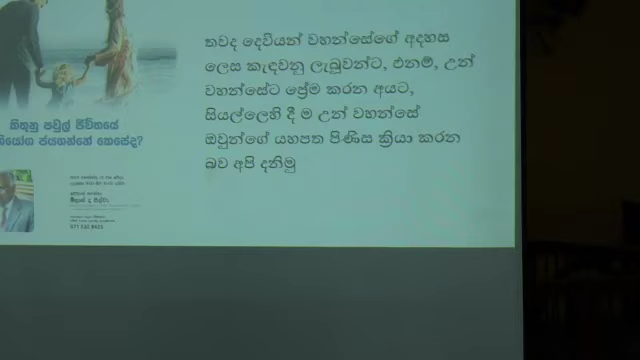 තවද දෙවියන් වහන්සේගේ අදහස
ලෙස කැඳවනු ලැබූවන්ට, එනම්, උන්
වහන්සේට ප්‍රේම කරන අයට,
සියල්ලෙහි දී ම උන් වහන්සේ
ඔවුන්ගේ යහපත පිණිස ක්‍රියා කරන
බව අපි දනිමු
කිතුනු පවුල් ජීවිතයේ
ජයගන්නේ කෙසේද?